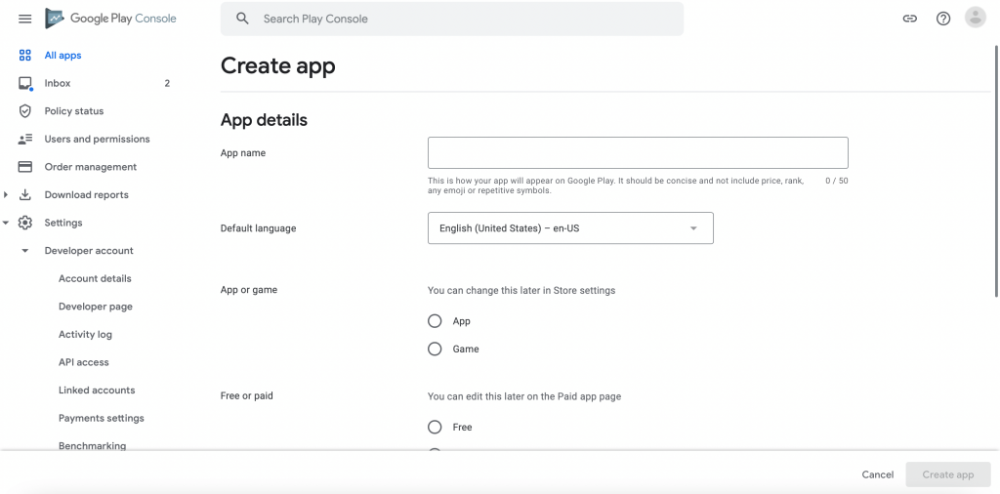 Google Play Console
Search Play Console
All apps
Inbox 2
Policy status
Users and permissions
Order management
Download reports
Settings
Developer account
Account details
Developer page
Activity log
API access
Linked accounts
Payments settings
Benchmarking
Create app
App details
App name
This is how your app will appear on Google Play. It should be concise and not include price, rank, 0 / 50
any emoji or repetitive symbols.
Default language
English (United States) – en-US
App or game
You can change this later in Store settings
App
Game
Free or paid
You can edit this later on the Paid app page
Free
Cancel
Create app